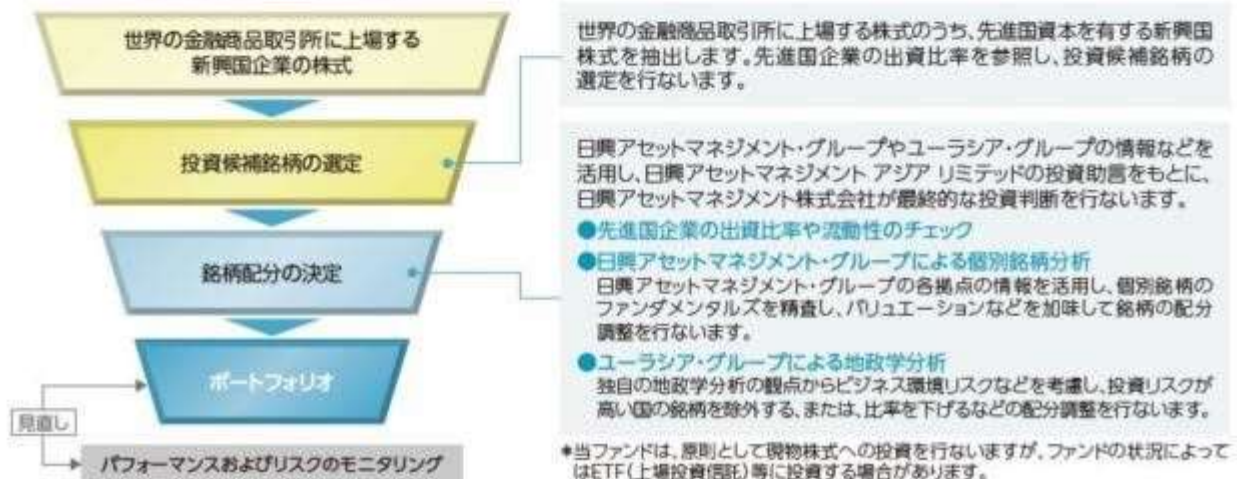 世界の金融商品取引所に上場する
新興国企業の株式
投資候補銘柄の選定
銘柄配分の決定
ポートフォリオ
見直し
パフォーマンスおよびリスクのモニタリング
世界の金融商品取引所に上場する株式のうち、先進国資本を有する新興国
株式を抽出します。先進国企業の出資比率を参照し、投資候補銘柄の
選定を行ないます。
日興アセットマネジメント・グループやユーラシア・グループの情報などを
活用し、日興アセットマネジメント アジア リミテッドの投資助言をもとに、
日興アセットマネジメント株式会社が最終的な投資判断を行ないます。
●先進国企業の出資比率や流動性のチェック
●日興アセットマネジメント・グループによる個別銘柄分析
日興アセットマネジメント・グループの各拠点の情報を活用し、個別銘柄の
ファンダメンタルズを精査し、バリュエーションなどを加味して銘柄の配分
調整を行ないます。
●ユーラシア・グループによる地政学分析
独自の地政学分析の観点からビジネス環境リスクなどを考慮し、投資リスクが
高い国の銘柄を除外する、または、比率を下げるなどの配分調整を行ないます。
*当ファンドは、原則として現物株式への投資を行ないますが、ファンドの状況によって
はETF(上場投資信託)等に投資する場合があります。